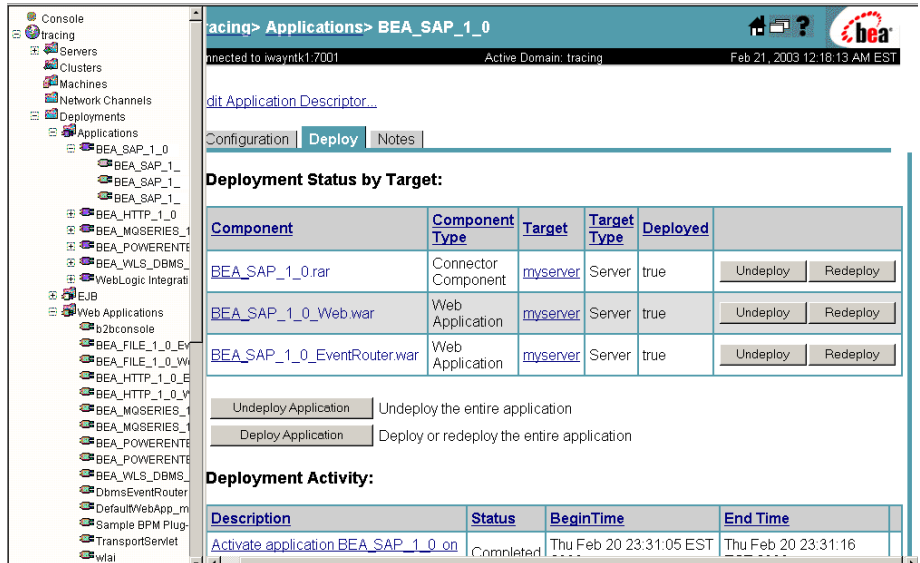 Console
tracing
Servers
Clusters
Machines
Network Channels
Deployments
Applications
BEA_SAP_1_0
BEA_SAP_1_
BEA_SAP_1_
BEA_SAP_1_
BEA_HTTP_1_0
BEA_MQSERIES_1
BEA_POWERENTE
BEA_WLS_DBMS_
WebLogic Integrati
EJB
Web Applications
b2bconsole
BEA_FILE_1_0_Ev
BEA_FILE_1_0_We
BEA_HTTP_1_0_E
BEA_HTTP_1_0_W
BEA_MQSERIES_1
BEA_MQSERIES_1
BEA_POWERENTE
BEA_POWERENTE
BEA_WLS_DBMS_
DbmsEventRouter
DefaultWebApp_m
Sample BPM Plug-
TransportServlet
wlai
racing> Applications> BEA_SAP_1_0
? bea
nnected to iwayntk1:7001 Active Domain: tracing Feb 21, 2003 12:18:13 AM EST
dit Application Descriptor...
Configuration Deploy Notes
Deployment Status by Target:
Component Component Type Target Target Type Deployed
BEA_SAP_1_0.rar Connector Component myserver Server true Undeploy Redeploy
BEA_SAP_1_0_Web.war Web Application myserver Server true Undeploy Redeploy
BEA_SAP_1_0_EventRouter.war Web Application myserver Server true Undeploy Redeploy
Undeploy Application Undeploy the entire application
Deploy Application Deploy or redeploy the entire application
Deployment Activity:
Description Status BeginTime End Time
Activate application BEA_SAP_1_0 on Completed Thu Feb 20 23:31:05 EST Thu Feb 20 23:31:16